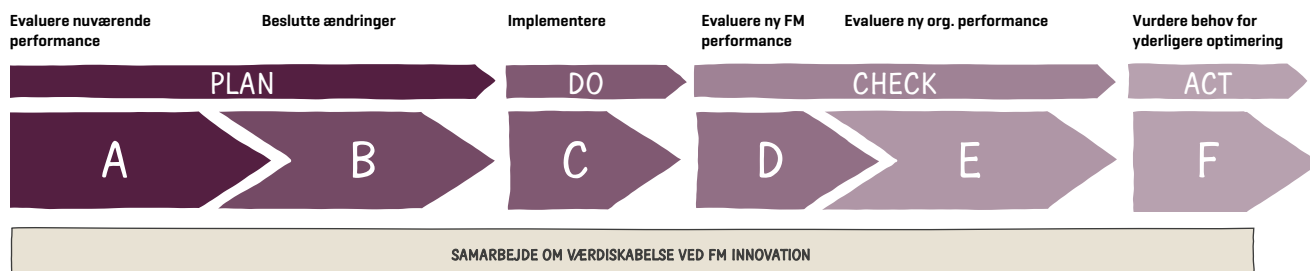 Evaluere nuværende
performance
Beslutte ændringer
Implementere
Evaluere ny FM
performance
Evaluere ny org. performance
Vurdere behov for
yderligere optimering
PLAN
DO
CHECK
ACT
A
B
C
D
E
F
SAMARBEJDE OM VÆRDISKABELSE VED FM INNOVATION